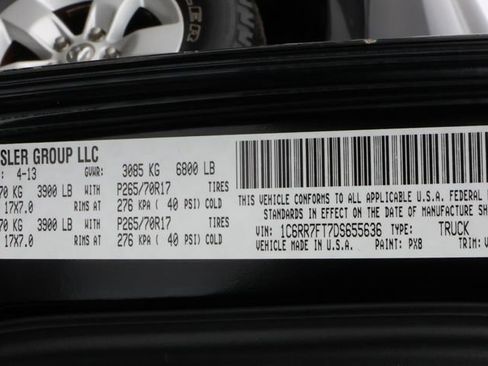 SLER GROUP LLC
: 4-13 GVWR: 3085 KG 6800 LB
70 KG 3900 LB WITH P265/70R17 TIRES
17X7.0 RIMS AT 276 KPA ( 40 PSI) COLD
70 KG 3900 LB WITH P265/70R17 TIRES
17X7.0 RIMS AT 276 KPA ( 40 PSI) COLD
THIS VEHICLE CONFORMS TO ALL APPLICABLE U.S.A. FEDERAL
STANDARDS IN EFFECT ON THE DATE OF MANUFACTURE SH
VIN: 1C6RR7FT7DS655636 TYPE: TRUCK
VEHICLE MADE IN U.S.A. PAINT: PX8 TRIM: V